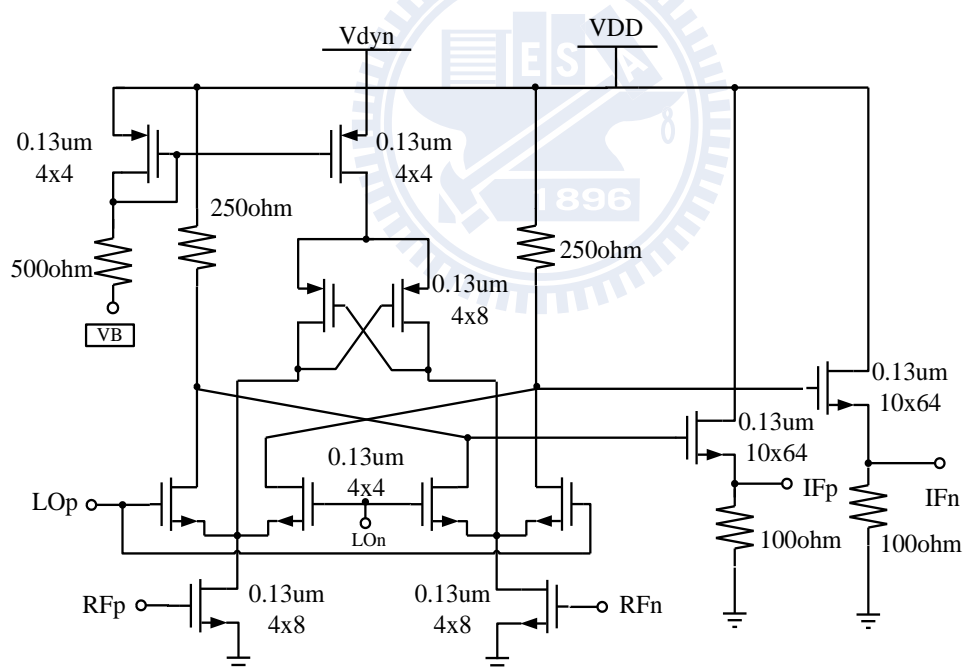 Vdyn
VDD
E S A
8
0.13um
4x4
0.13um
4x4
250ohm
1896
250ohm
500ohm
0.13um
4x8
VB
0.13um
10x64
0.13um
10x64
0.13um
4x4
LOp
LOn
IFp
IFn
100ohm
100ohm
RFp
0.13um
4x8
0.13um
4x8
RFn